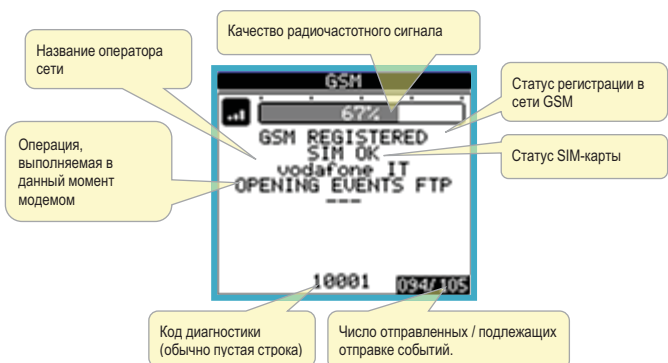 Качество радиочастотного сигнала
Название оператора
сети
GSM
67%
Статус регистрации в
сети GSM
GSM REGISTERED
SIM OK
vodafone IT
OPENING EVENTS FTP
---
Статус SIM-карты
Операция,
выполняемая в
данный момент
модемом
10001
094/105
Код диагностики
(обычно пустая строка)
Число отправленных / подлежащих
отправке событий.